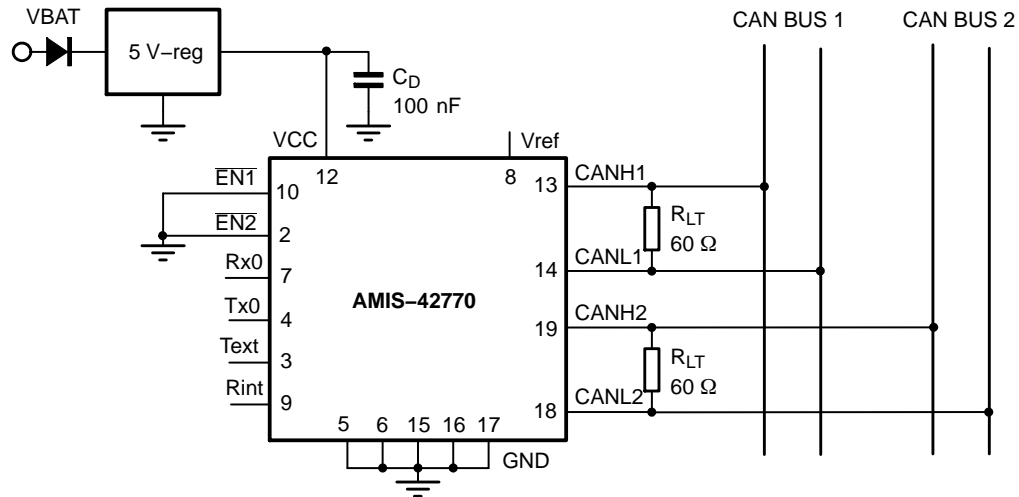 VBAT
5 V−reg
CD
100 nF
CAN BUS 1
CAN BUS 2
VCC
Vref
12
8
EN1
10
EN2
2
Rx0
7
Tx0
4
Text
3
Rint
9
AMIS−42770
13
CANH1
RLT
60 Ω
14
CANL1
19
CANH2
RLT
60 Ω
18
CANL2
5
6
15
16
17
GND